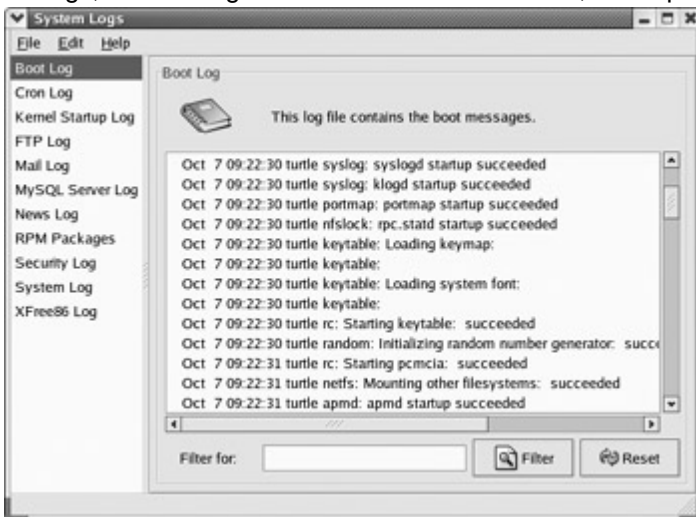 System Logs
File Edit Help
Boot Log
Cron Log
Kernel Startup Log
FTP Log
Mail Log
MySQL Server Log
News Log
RPM Packages
Security Log
System Log
XFree86 Log
Boot Log
This log file contains the boot messages.
Oct 7 09:22:30 turtle syslog: syslogd startup succeeded
Oct 7 09:22:30 turtle syslog: klogd startup succeeded
Oct 7 09:22:30 turtle portmap: portmap startup succeeded
Oct 7 09:22:30 turtle nfslock: rpc.statd startup succeeded
Oct 7 09:22:30 turtle keytable: Loading keymap:
Oct 7 09:22:30 turtle keytable:
Oct 7 09:22:30 turtle keytable: Loading system font:
Oct 7 09:22:30 turtle keytable:
Oct 7 09:22:30 turtle rc: Starting keytable: succeeded
Oct 7 09:22:30 turtle random: Initializing random number generator: succe
Oct 7 09:22:31 turtle rc: Starting pcmcia: succeeded
Oct 7 09:22:31 turtle netfs: Mounting other filesystems: succeeded
Oct 7 09:22:31 turtle apmd: apmd startup succeeded
Filter for: Filter Reset